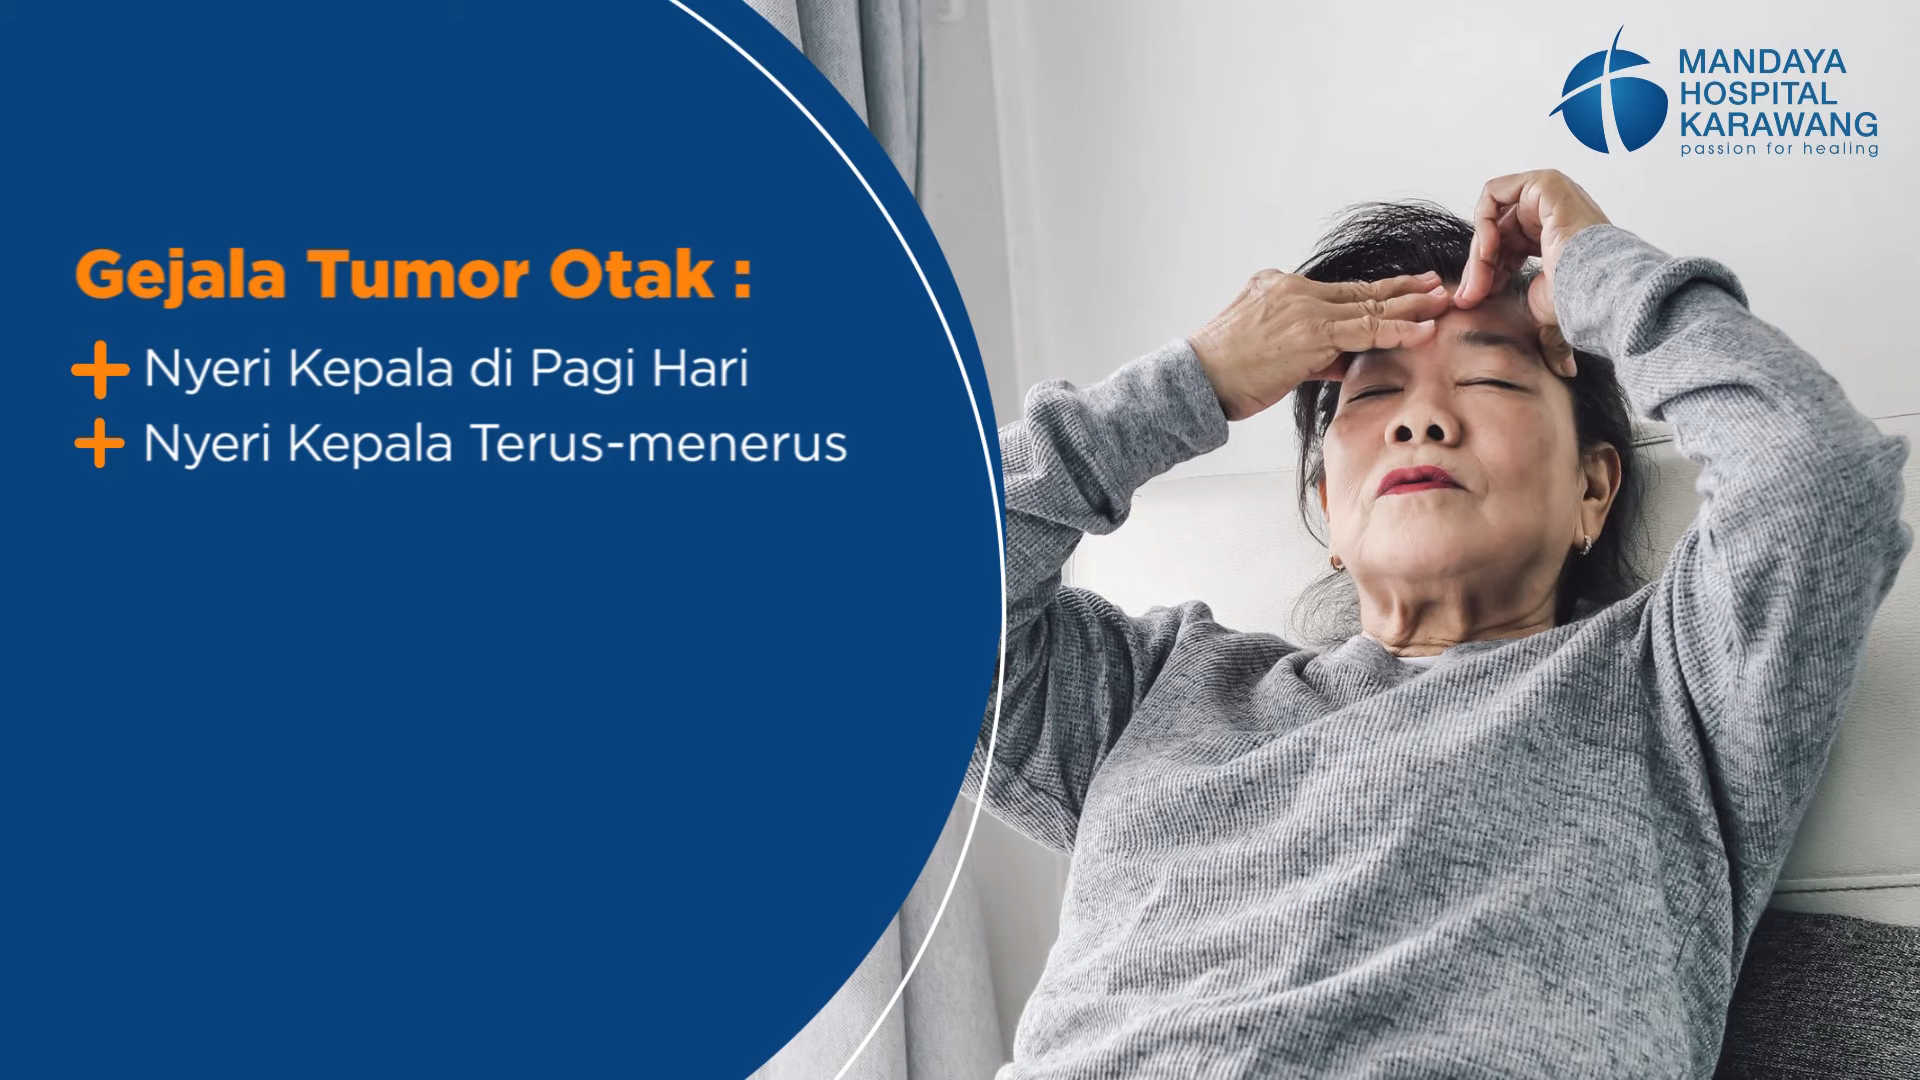 MANDAYA
HOSPITAL
KARAWANG
passion for healing
Gejala Tumor Otak :
Nyeri Kepala di Pagi Hari
Nyeri Kepala Terus-menerus